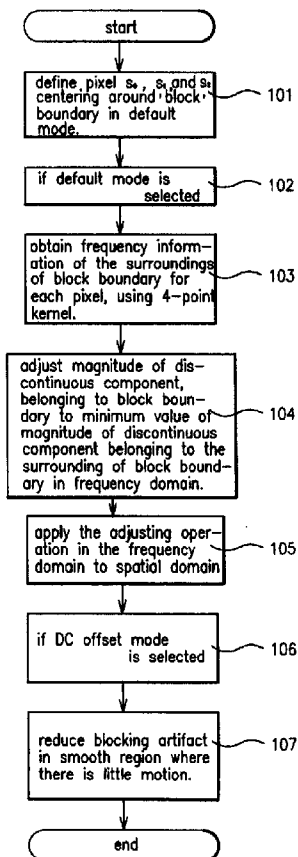 start
define pixel s₀, s₁ and s₂
centering around 'block'
boundary in default
mode.
101
if default mode is
selected
102
obtain frequency inform-
ation of the surroundings
of block boundary for
each pixel, using 4-point
kernel.
103
adjust magnitude of dis-
continuous component,
belonging to block boun-
dary to minimum value of
magnitude of discontinuous
component belonging to the
surrounding of block bound-
ary in frequency domain.
104
apply the adjusting oper-
ation in the frequency
domain to spatial domain
105
if DC offset mode
is selected
106
reduce blocking artifact
in smooth region where
there is little motion.
107
end